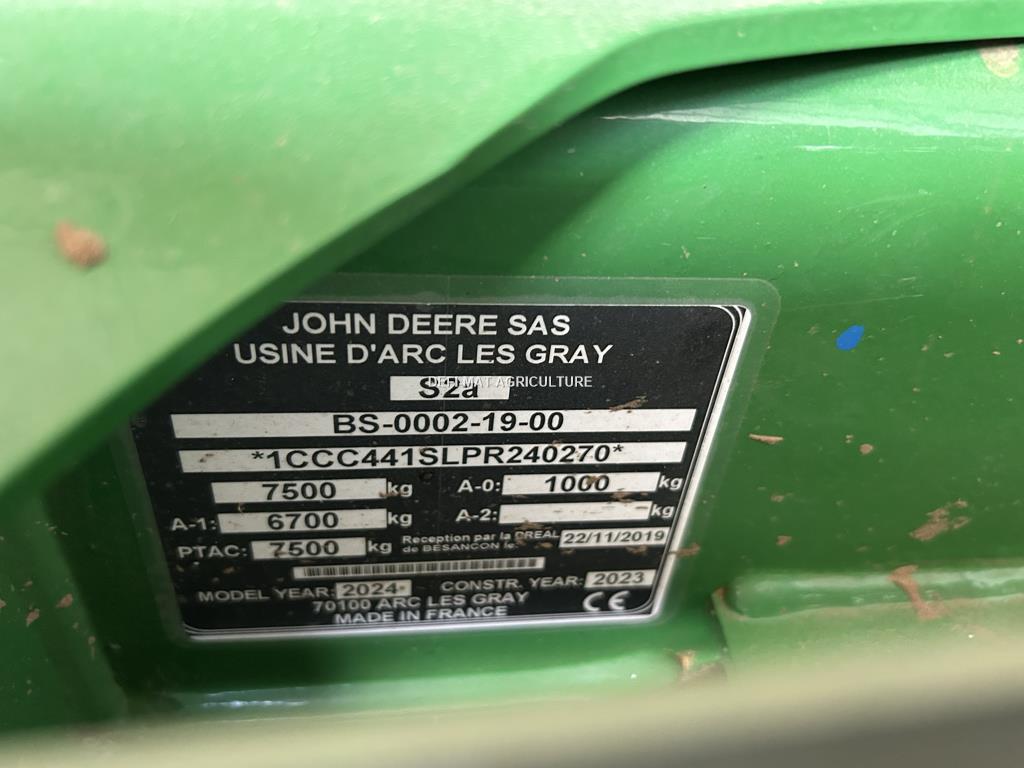 JOHN DEERE SAS
USINE D'ARC LES GRAY
S2a
DELTIMAT AGRICULTURE
BS-0002-19-00
*1CCC441SLPR240270*
7500 kg A-0: 1000 kg
A-1: 6700 kg A-2: kg
PTAC: 7500 kg Reception par la DREAL de BESANCON le: 22/11/2019
MODEL YEAR: 2024 CONSTR. YEAR: 2023
70100 ARC LES GRAY
MADE IN FRANCE CE